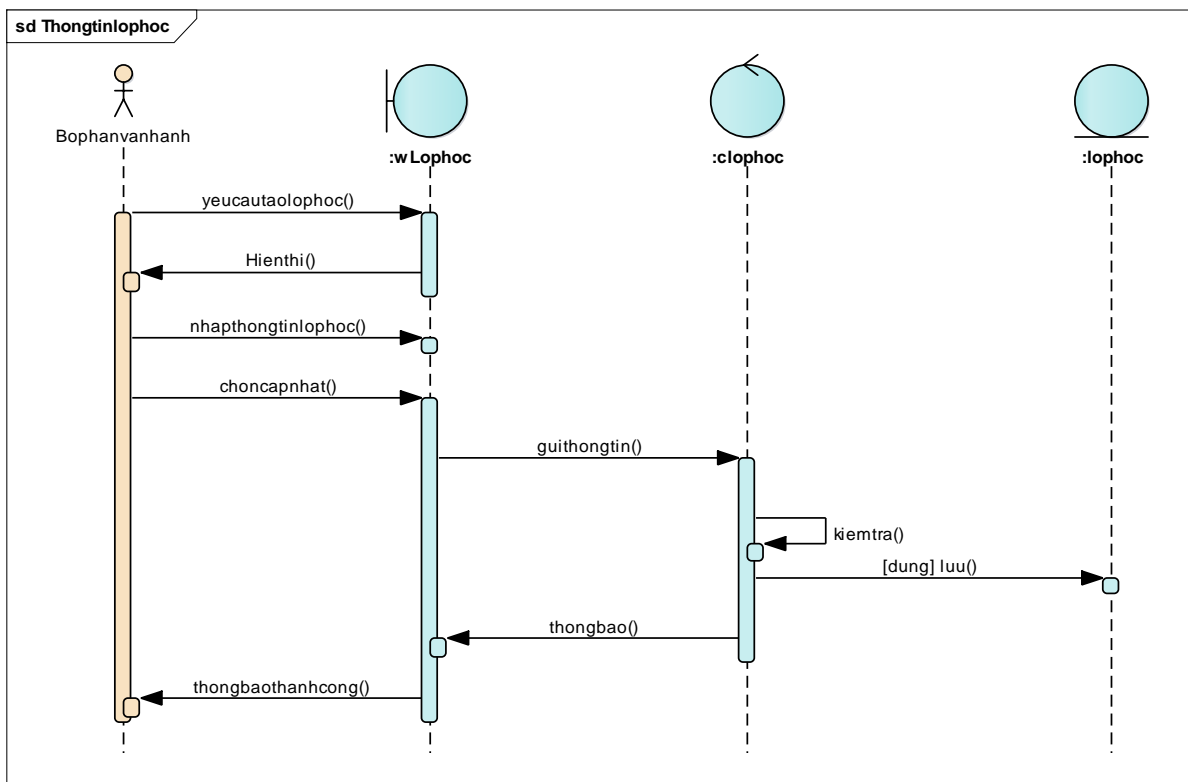 sd Thongtinlophoc
Bophanvanhanh
:wLophoc
:clophoc
:lophoc
yeucautaolophoc()
Hienthi()
nhapthongtinlophoc()
choncapnhat()
guithongtin()
kiemtra()
[dung] luu()
thongbao()
thongbaothanhcong()